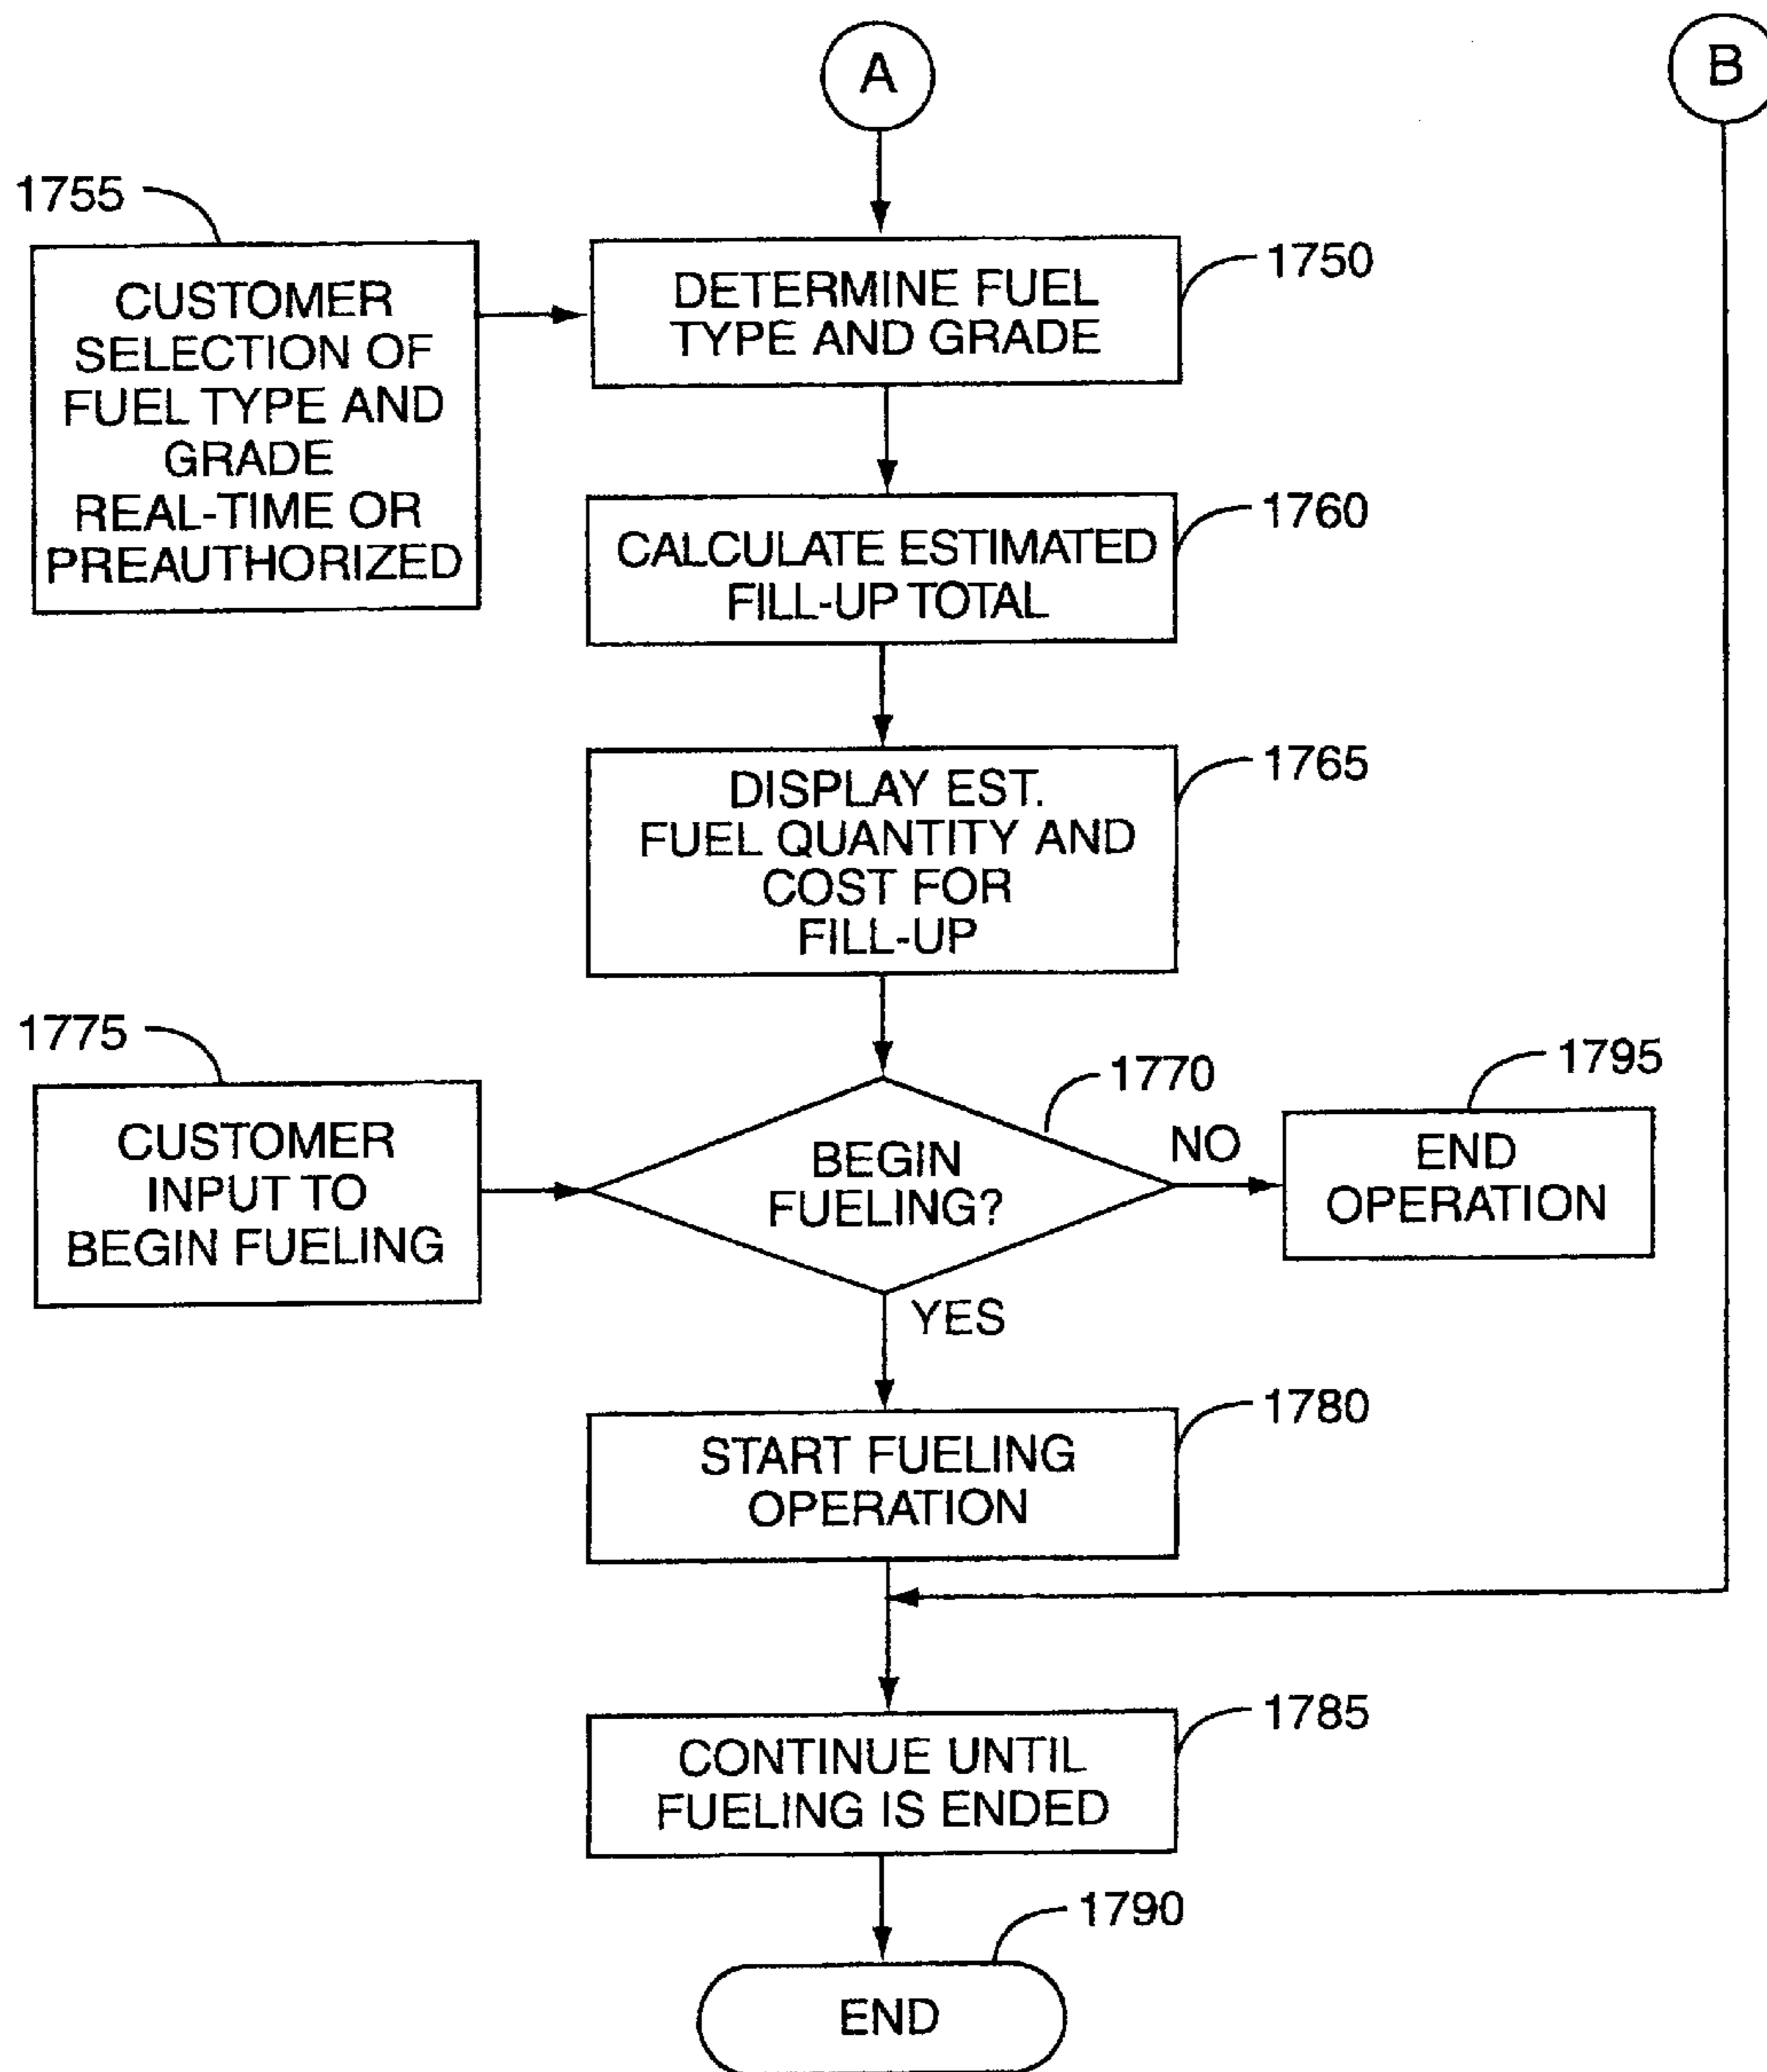 A
B
1755
CUSTOMER
SELECTION OF
FUEL TYPE AND
GRADE
REAL-TIME OR
PREAUTHORIZED
1750
DETERMINE FUEL
TYPE AND GRADE
1760
CALCULATE ESTIMATED
FILL-UP TOTAL
1765
DISPLAY EST.
FUEL QUANTITY AND
COST FOR
FILL-UP
1775
CUSTOMER
INPUT TO
BEGIN FUELING
1770
BEGIN
FUELING?
NO
1795
END
OPERATION
YES
1780
START FUELING
OPERATION
1785
CONTINUE UNTIL
FUELING IS ENDED
1790
END